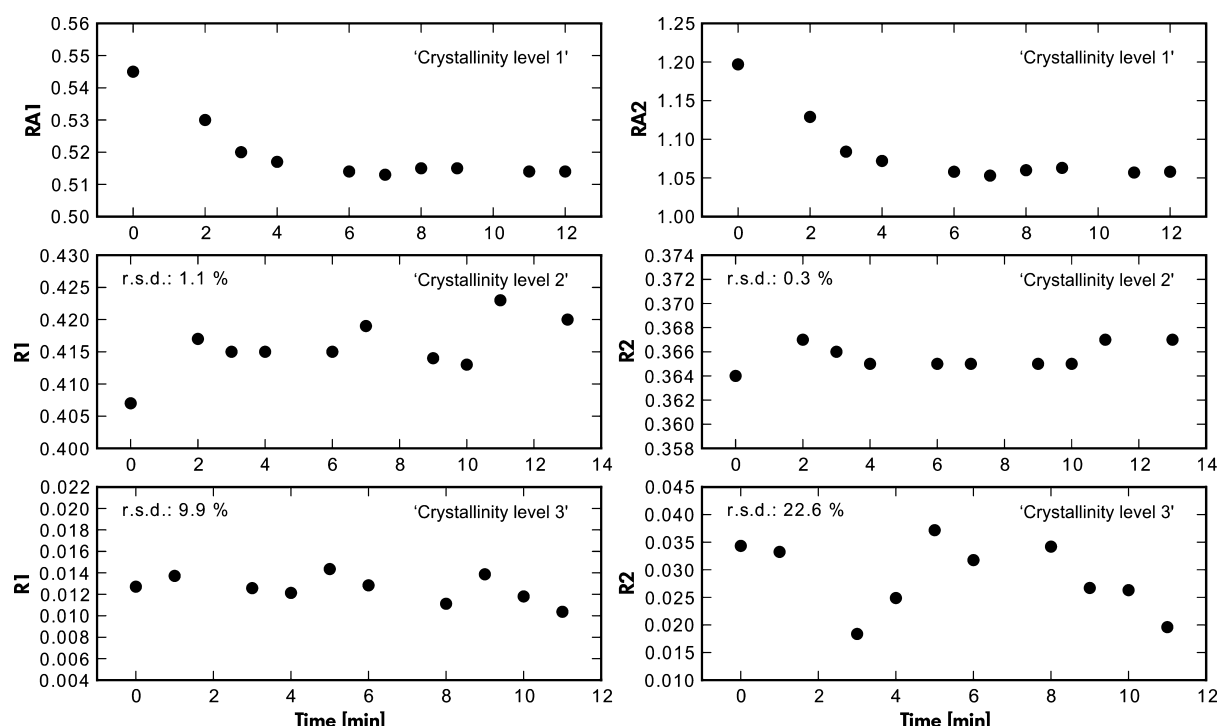 0.56
0.55
0.54
0.53
0.52
0.51
0.50
RA1
'Crystallinity level 1'
0 2 4 6 8 10 12
1.25
1.20
1.15
1.10
1.05
1.00
RA2
'Crystallinity level 1'
0 2 4 6 8 10 12
0.430
0.425
0.420
0.415
0.410
0.405
0.400
R1
r.s.d.: 1.1 %
'Crystallinity level 2'
0 2 4 6 8 10 12 14
0.374
0.372
0.370
0.368
0.366
0.364
0.362
0.360
0.358
R2
r.s.d.: 0.3 %
'Crystallinity level 2'
0 2 4 6 8 10 12 14
0.022
0.020
0.018
0.016
0.014
0.012
0.010
0.008
0.006
0.004
R1
r.s.d.: 9.9 %
'Crystallinity level 3'
0 2 4 6 8 10 12
Time [min]
0.045
0.040
0.035
0.030
0.025
0.020
0.015
0.010
R2
r.s.d.: 22.6 %
'Crystallinity level 3'
0 2 4 6 8 10 12
Time [min]